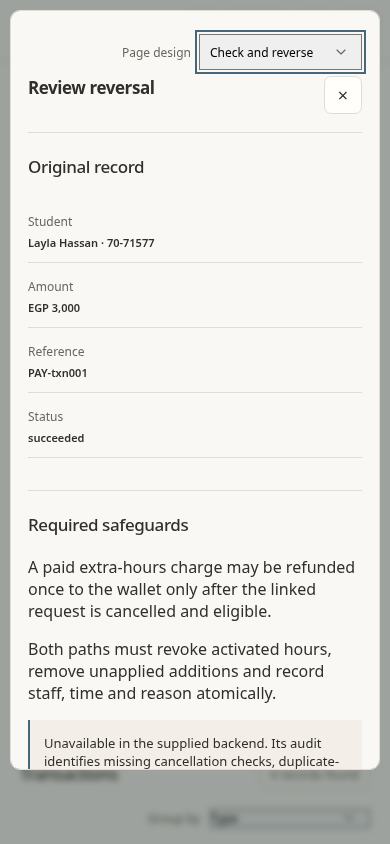 Page design
Check and reverse
Review reversal
×
Original record
Student
Layla Hassan · 70-71577
Amount
EGP 3,000
Reference
PAY-txn001
Status
succeeded
Required safeguards
A paid extra-hours charge may be refunded
once to the wallet only after the linked
request is cancelled and eligible.
Both paths must revoke activated hours,
remove unapplied additions and record
staff, time and reason atomically.
Unavailable in the supplied backend. Its audit
identifies missing cancellation checks, duplicate-
Transactions
Group by
Type